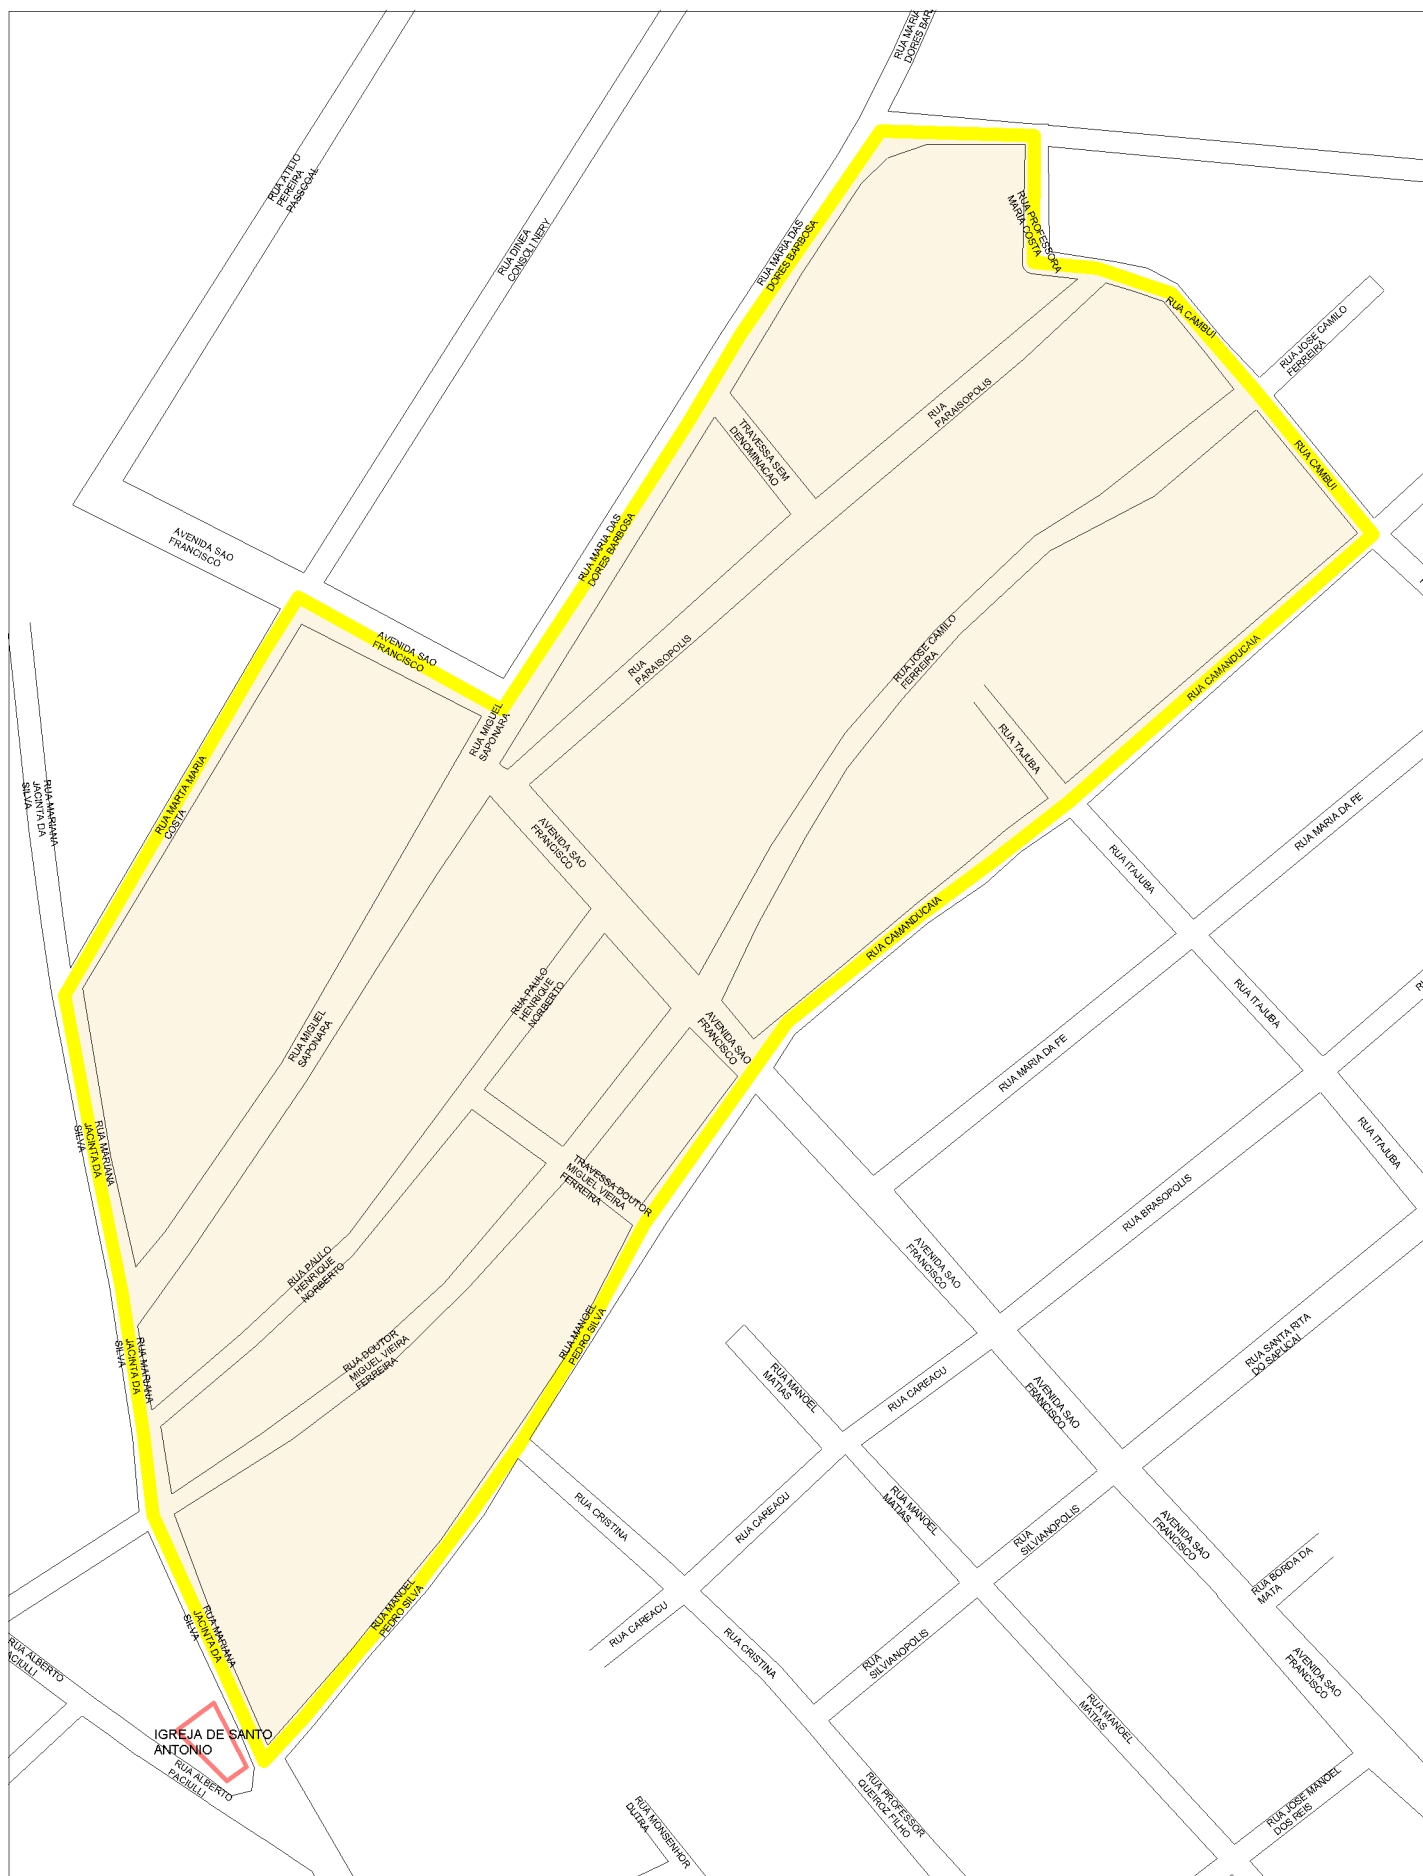 RUA MARIA
DORES BAR
RUA ATILIO
PEREIRA
PASSOAL
RUA DINEA
CONSOLI NERY
RUA MARIA DAS
DORES BARBOSA
RUA PROFESSORA
MARIA COSTA
RUA CAMBUI
RUA JOSE CAMILO
FERREIRA
RUA
PARAISOPOLIS
TRAVESSA SEM
DENOMINACAO
RUA CAMBUI
AVENIDA SAO
FRANCISCO
RUA MARIA DAS
DORES BARBOSA
AVENIDA SAO
FRANCISCO
RUA
PARAISOPOLIS
RUA JOSE CAMILO
FERREIRA
RUA CAMANDUCAIA
RUA MIGUEL
SAPONARA
RUA TAJUBA
RUA MARTA MARIA
COSTA
RUA MARIANA
JACINTA DA
SILVA
AVENIDA SAO
FRANCISCO
RUA MARIA DA FE
RUA ITAJUBA
RUA CAMANDUCAIA
RUA PAULO
HENRIQUE
NORBERTO
RUA MIGUEL
SAPONARA
AVENIDA SAO
FRANCISCO
RUA MARIA DA FE
RUA ITAJUBA
RUA MARIANA
JACINTA DA
SILVA
TRAVESSA DOUTOR
MIGUEL VIEIRA
FERREIRA
RUA ITAJUBA
RUA BRASOPOLIS
RUA PAULO
HENRIQUE
NORBERTO
AVENIDA SAO
FRANCISCO
RUA MARIANA
JACINTA DA
SILVA
RUA DOUTOR
MIGUEL VIEIRA
FERREIRA
RUA MANOEL
PEDRO SILVA
RUA SANTA RITA
DO SAPUCAI
RUA MANOEL
MATIAS
RUA CAREACU
AVENIDA SAO
FRANCISCO
RUA CRISTINA
RUA CAREACU
RUA MANOEL
MATIAS
RUA
SILVIANOPOLIS
AVENIDA SAO
FRANCISCO
RUA BORDA DA
MATA
RUA MANOEL
PEDRO SILVA
RUA MARIANA
JACINTA DA
SILVA
RUA CAREACU
RUA CRISTINA
RUA
SILVIANOPOLIS
AVENIDA SAO
FRANCISCO
RUA ALBERTO
ACIULLI
RUA MANOEL
MATIAS
IGREJA DE SANTO
ANTONIO
RUA ALBERTO
PACIULLI
RUA PROFESSOR
QUEIROZ FILHO
RUA MONSENHOR
DUTRA
RUA JOSE MANOEL
DOS REIS